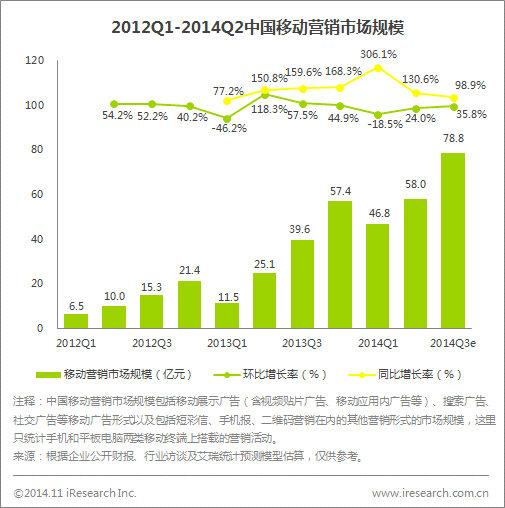 2012Q1-2014Q2中国移动营销市场规模
120
100
80
60
40
20
0
306.1%
77.2% 150.8% 159.6% 168.3% 130.6% 98.9%
54.2% 52.2% 40.2% -46.2% 118.3% 57.5% 44.9% -18.5% 24.0% 35.8%
6.5 10.0 15.3 21.4 11.5 25.1 39.6 57.4 46.8 58.0 78.8
2012Q1 2012Q3 2013Q1 2013Q3 2014Q1 2014Q3e
移动营销市场规模（亿元） 环比增长率（%） 同比增长率（%）
注释：中国移动营销市场规模包括移动展示广告（含视频贴片广告、移动应用内广告等）、搜索广告、
社交广告等移动广告形式以及包括短彩信、手机报、二维码营销在内的其他营销形式的市场规模，这里
只统计手机和平板电脑两类移动终端上搭载的营销活动。
来源：根据企业公开财报、行业访谈及艾瑞统计预测模型估算，仅供参考。
©2014.11 iResearch Inc. www.iresearch.com.cn